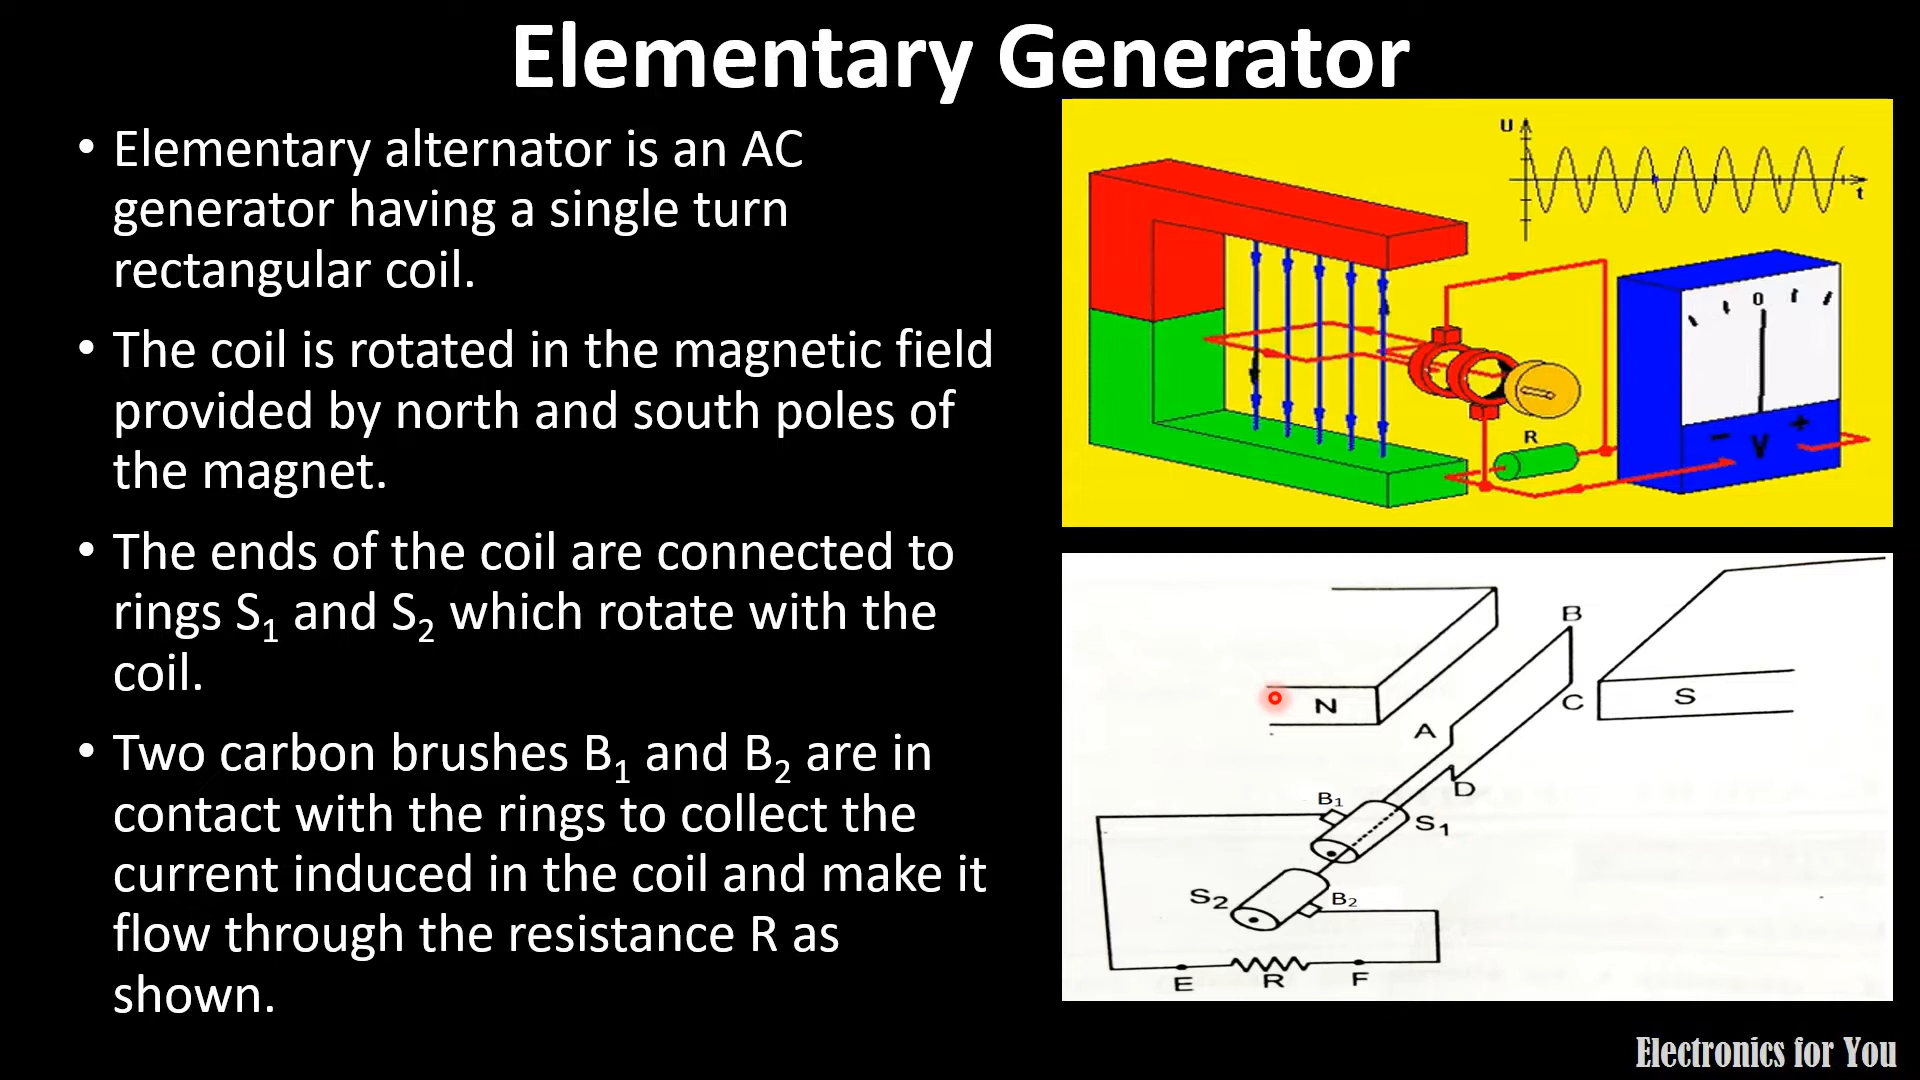 Elementary Generator
• Elementary alternator is an AC
generator having a single turn
rectangular coil.
• The coil is rotated in the magnetic field
provided by north and south poles of
the magnet.
• The ends of the coil are connected to
rings S₁ and S₂ which rotate with the
coil.
• Two carbon brushes B₁ and B₂ are in
contact with the rings to collect the
current induced in the coil and make it
flow through the resistance R as
shown.
U
t
0
R
− V +
B
N
S
C
A
D
B₁
S₁
S₂
B₂
E
R
F
Electronics for You